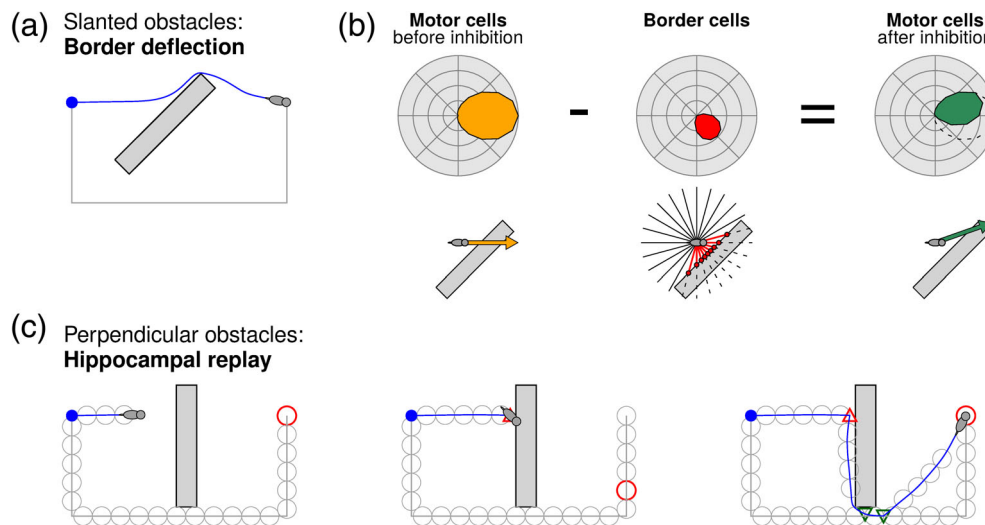 (a) Slanted obstacles:
Border deflection
(b) Motor cells
before inhibition
Border cells
Motor cells
after inhibition
-
=
(c) Perpendicular obstacles:
Hippocampal replay